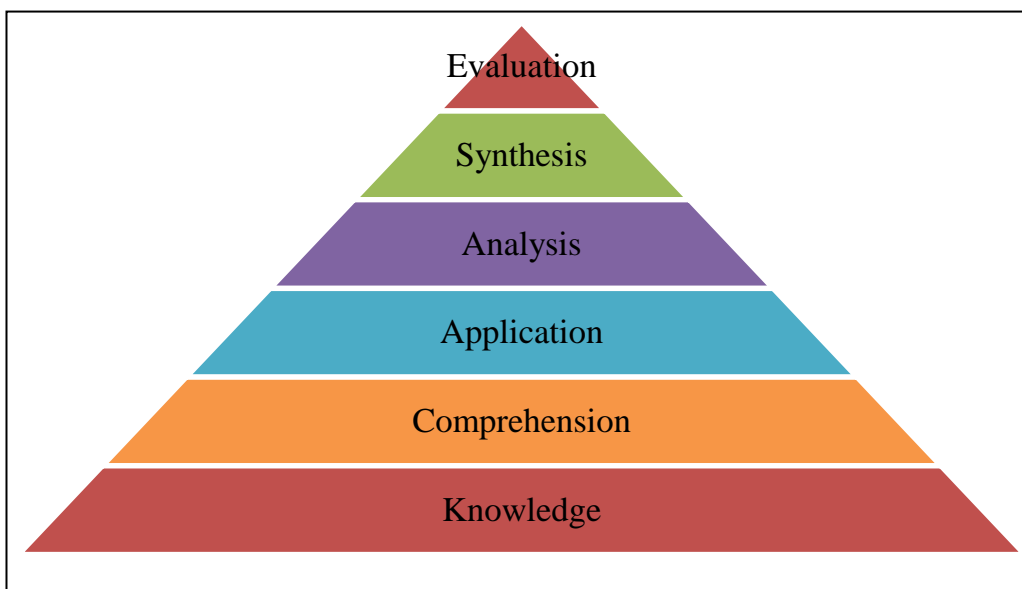 Evaluation
Synthesis
Analysis
Application
Comprehension
Knowledge